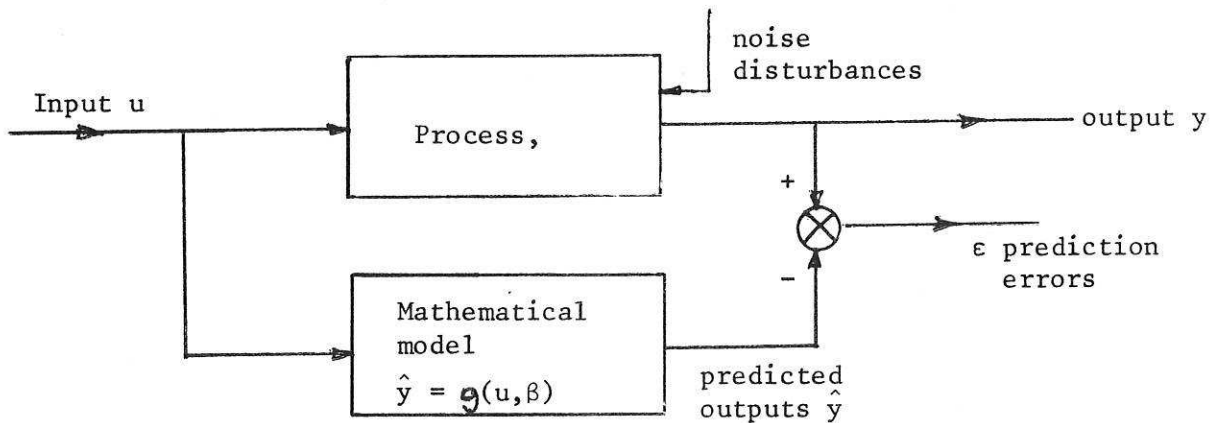 noise
disturbances
Input u
Process,
output y
+
ε prediction
errors
-
Mathematical
model
ŷ = g(u,β)
predicted
outputs ŷ